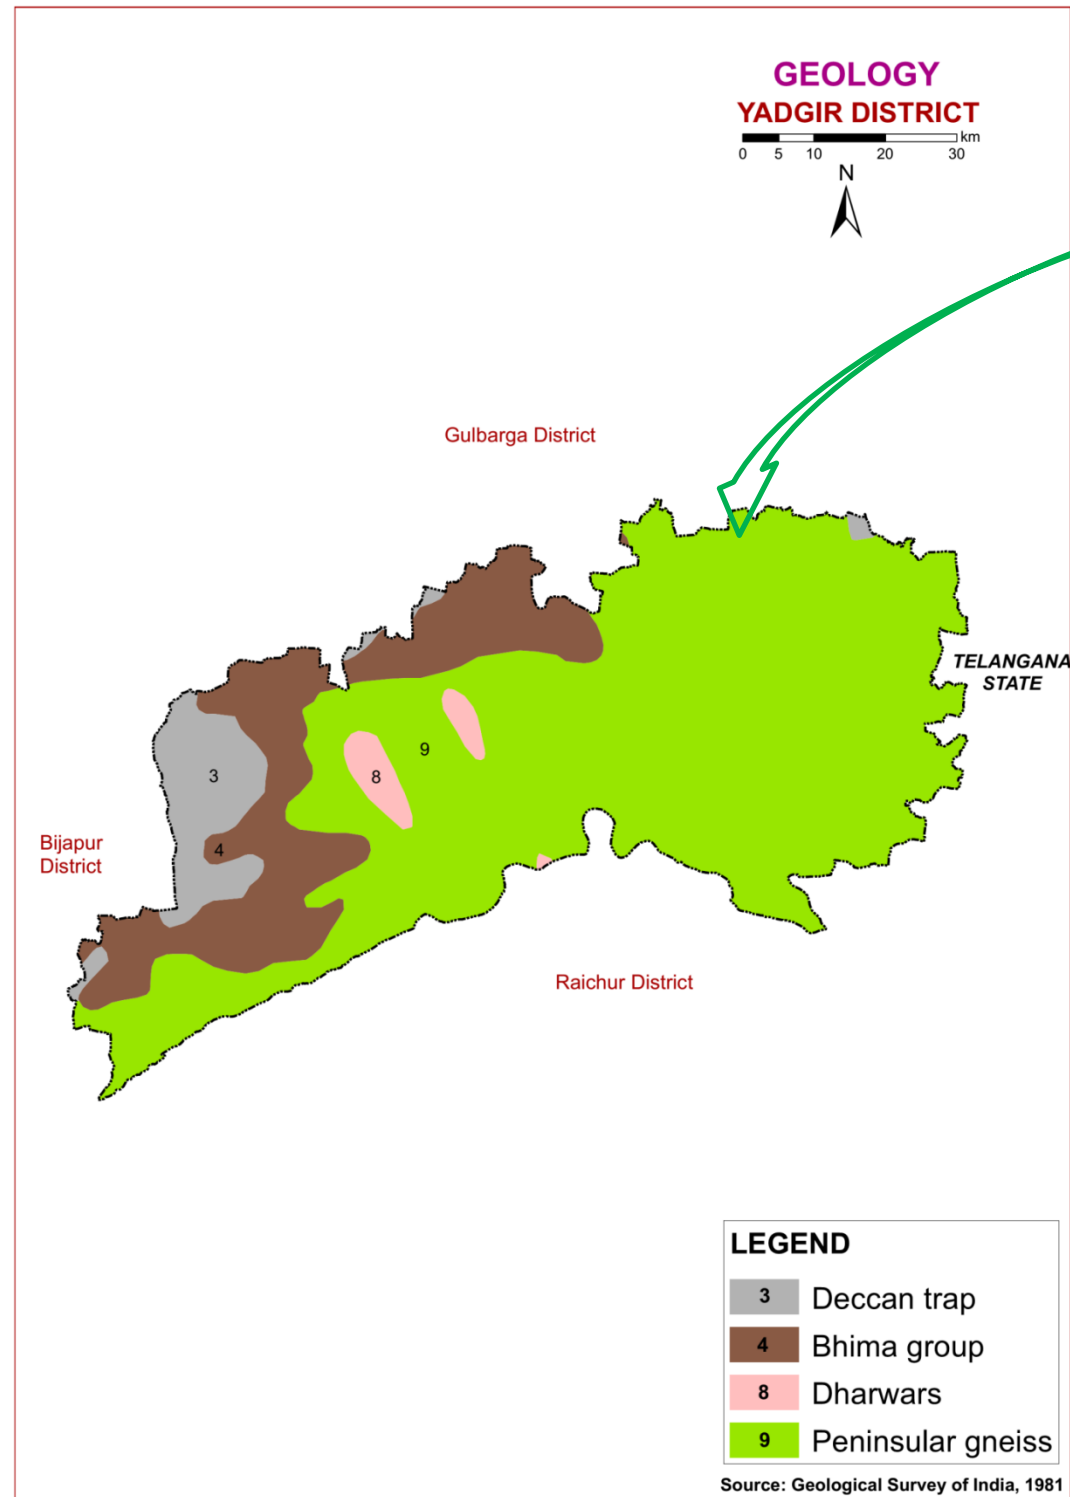 GEOLOGY
YADGIR DISTRICT
km
0 5 10 20 30
N
Gulbarga District
TELANGANA
STATE
9
3
8
4
Bijapur
District
Raichur District
LEGEND
3 Deccan trap
4 Bhima group
8 Dharwars
9 Peninsular gneiss
Source: Geological Survey of India, 1981